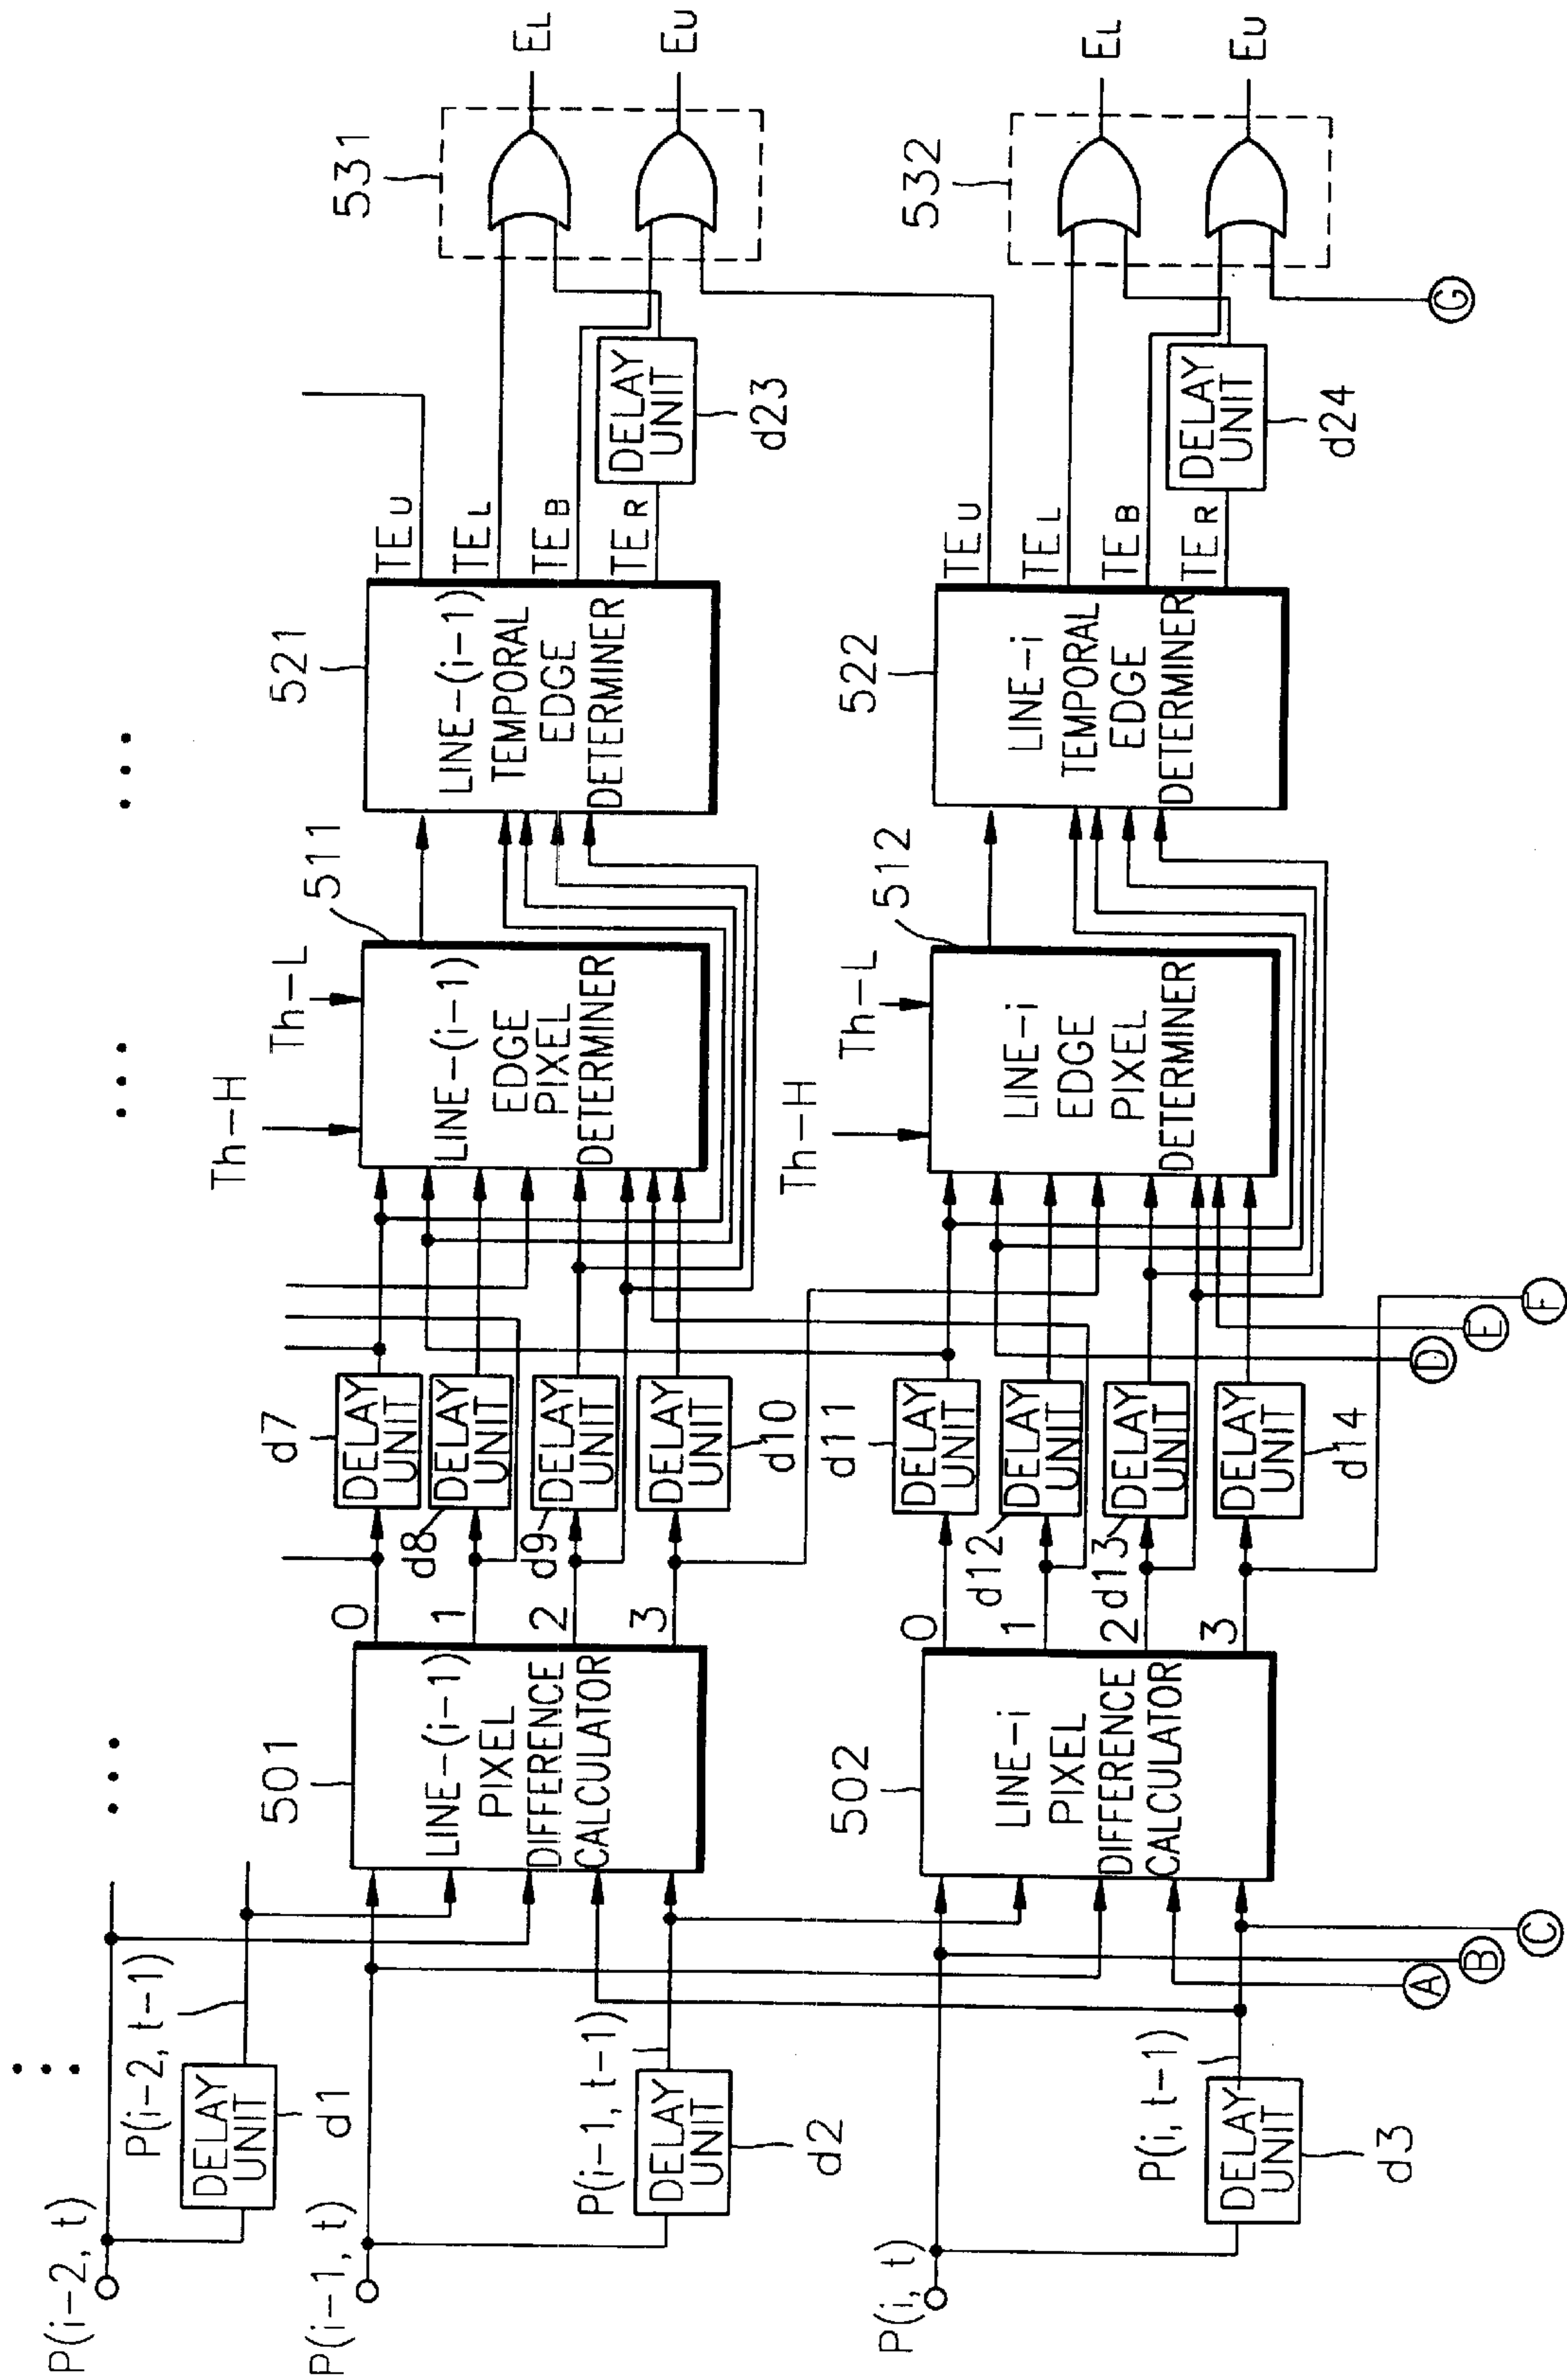 P(i-2, t)
DELAY
UNIT
d1
P(i-2, t-1)
P(i-1, t)
DELAY
UNIT
d2
P(i-1, t-1)
501
LINE-(i-1)
PIXEL
DIFFERENCE
CALCULATOR
0
1
2
3
d7
DELAY
UNIT
d8
DELAY
UNIT
d9
DELAY
UNIT
DELAY
UNIT
d10
Th-H
Th-L
511
LINE-(i-1)
EDGE
PIXEL
DETERMINER
521
LINE-(i-1)
TEMPORAL
EDGE
DETERMINER
TEU
TEL
TEB
TER
DELAY
UNIT
d23
531
EL
EU
P(i, t)
DELAY
UNIT
d3
P(i, t-1)
A
B
C
502
LINE-i
PIXEL
DIFFERENCE
CALCULATOR
0
1
2
3
d11
DELAY
UNIT
d12
DELAY
UNIT
d13
DELAY
UNIT
DELAY
UNIT
d14
D
E
F
Th-H
Th-L
512
LINE-i
EDGE
PIXEL
DETERMINER
522
LINE-i
TEMPORAL
EDGE
DETERMINER
TEU
TEL
TEB
TER
DELAY
UNIT
d24
532
EL
EU
G